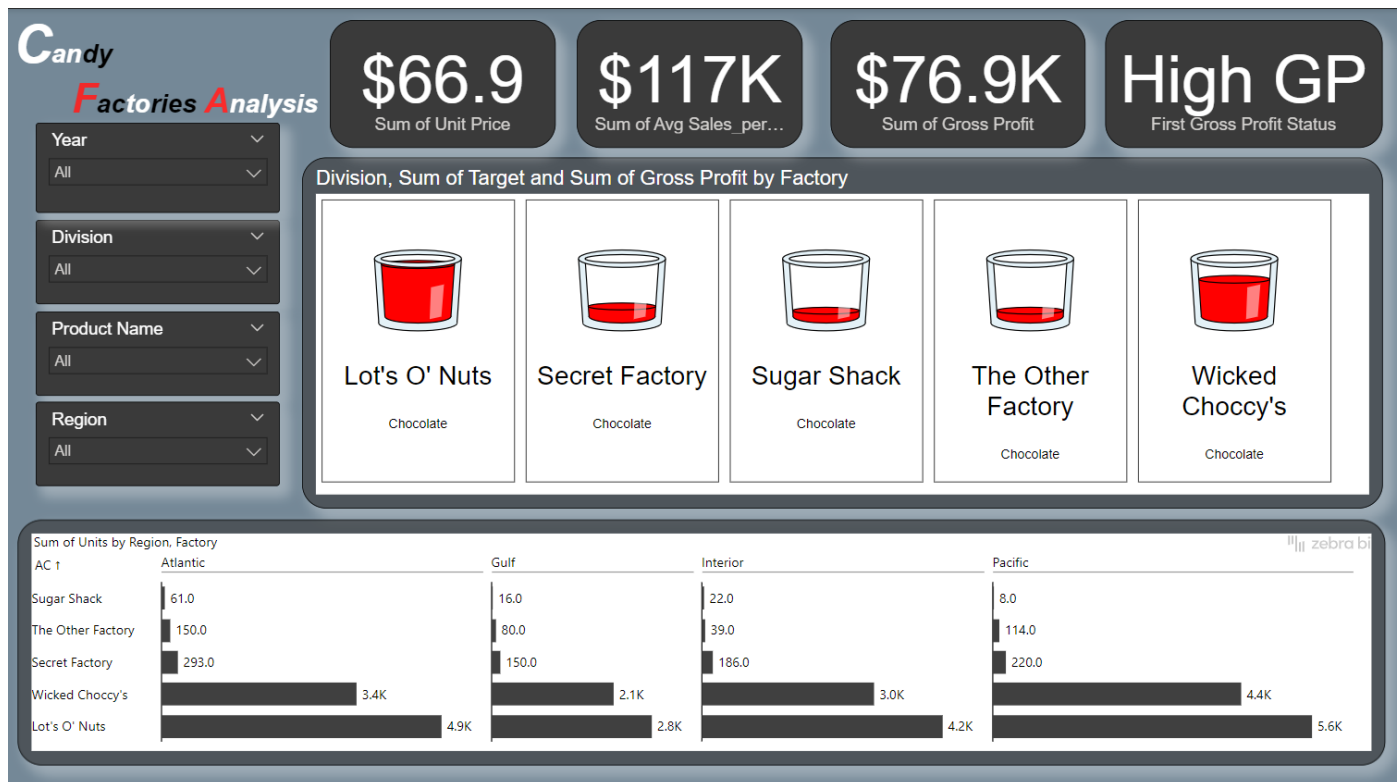 Candy
Factories Analysis
$66.9
Sum of Unit Price
$117K
Sum of Avg Sales_per...
$76.9K
Sum of Gross Profit
High GP
First Gross Profit Status
Year
All
Division
All
Product Name
All
Region
All
Division, Sum of Target and Sum of Gross Profit by Factory
Lot's O' Nuts
Chocolate
Secret Factory
Chocolate
Sugar Shack
Chocolate
The Other
Factory
Chocolate
Wicked
Choccy's
Chocolate
Sum of Units by Region, Factory
zebra bi
AC ↑ Atlantic Gulf Interior Pacific
Sugar Shack 61.0 16.0 22.0 8.0
The Other Factory 150.0 80.0 39.0 114.0
Secret Factory 293.0 150.0 186.0 220.0
Wicked Choccy's 3.4K 2.1K 3.0K 4.4K
Lot's O' Nuts 4.9K 2.8K 4.2K 5.6K